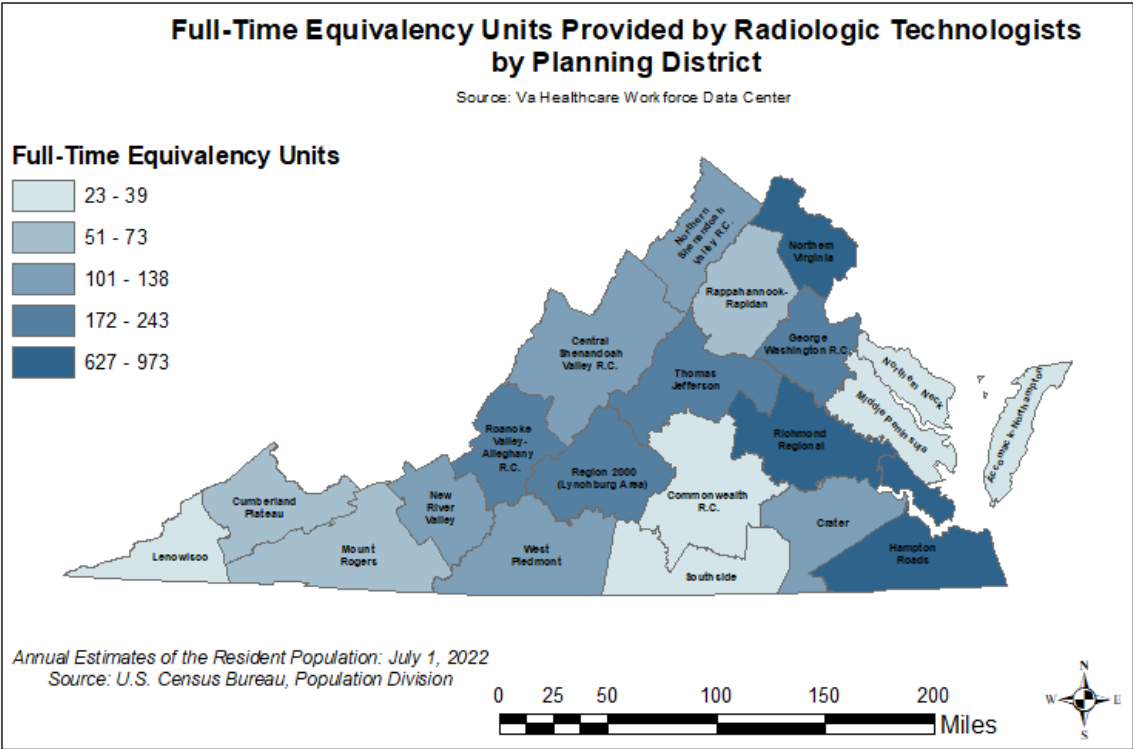 Full-Time Equivalency Units Provided by Radiologic Technologists
by Planning District
Source: Va Healthcare Workforce Data Center
Full-Time Equivalency Units
23 - 39
51 - 73
101 - 138
172 - 243
627 - 973
Northern
Shenandoah
Valley R.C.
Northern
Virginia
Rappahannock-
Rapidan
Central
Shenandoah
Valley R.C.
George
Washington R.C.
Thomas
Jefferson
Northern Neck
Middle Peninsula
Accomack-Northampton
Roanoke
Valley-
Alleghany
R.C.
Richmond
Regional
Region 2000
(Lynchburg Area)
Commonwealth
R.C.
Cumberland
Plateau
New
River
Valley
Crater
Lenowisco
Mount
Rogers
West
Piedmont
Hampton
Roads
Southside
Annual Estimates of the Resident Population: July 1, 2022
Source: U.S. Census Bureau, Population Division
0 25 50 100 150 200
Miles
N
W E
S